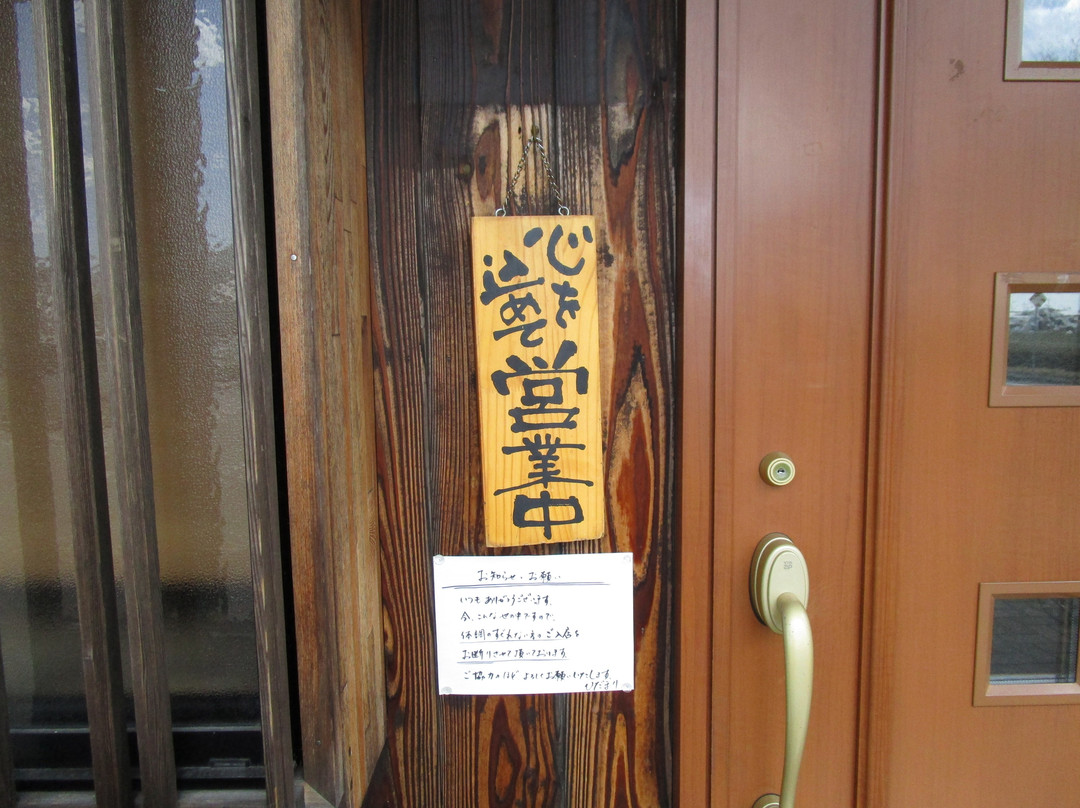 心を
込めて
営業中
お知らせ、お願い
いつもありがとうございます。
今、こんな世の中ですので、
体調のすぐれない方のご入店を
お断りさせて頂いております。
ご協力の程よろしくお願いいたします。